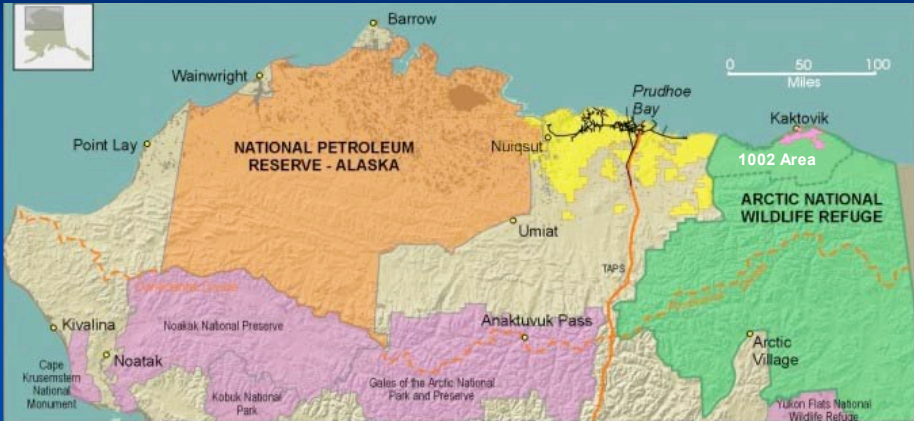 Barrow
Wainwright
0 50 100
Miles
Prudhoe
Bay
Kaktovik
Point Lay
NATIONAL PETROLEUM
RESERVE - ALASKA
Nuiqsut
1002 Area
ARCTIC NATIONAL
WILDLIFE REFUGE
Umiat
TAPS
Kivalina
Noatak National Preserve
Anaktuvuk Pass
Arctic
Village
Noatak
Cape
Krusenstern
National
Monument
Kobuk National
Park
Gates of the Arctic National
Park and Preserve
Yukon Flats National
Wildlife Refuge